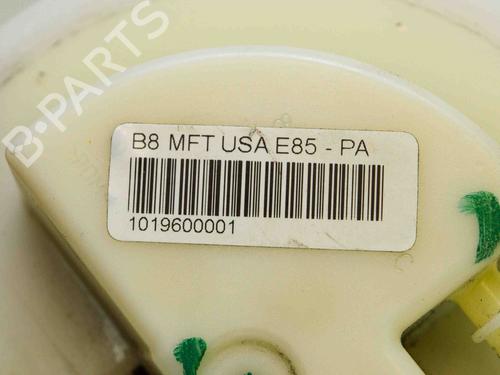 B-PARTS
B8 MFT USA E85 - PA
1019600001